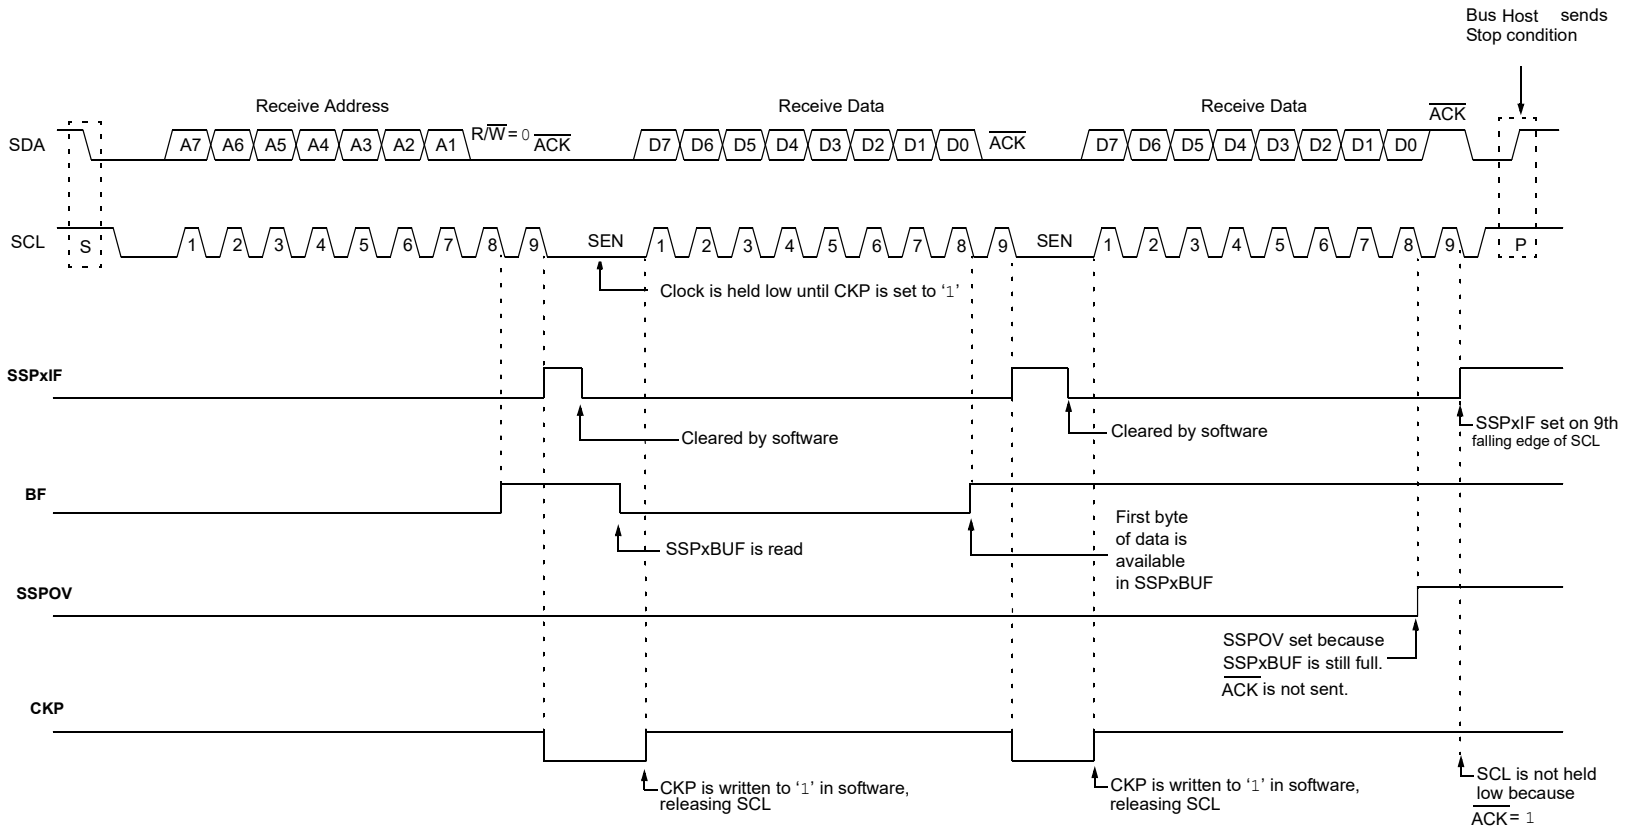 Bus Host sends
Stop condition
Receive Address
Receive Data
Receive Data
ACK
SDA
A7 A6 A5 A4 A3 A2 A1 R/W = 0 ACK D7 D6 D5 D4 D3 D2 D1 D0 ACK D7 D6 D5 D4 D3 D2 D1 D0
SCL
S 1 2 3 4 5 6 7 8 9 SEN 1 2 3 4 5 6 7 8 9 SEN 1 2 3 4 5 6 7 8 9 P
Clock is held low until CKP is set to ‘1’
SSPxIF
Cleared by software
Cleared by software
SSPxIF set on 9th
falling edge of SCL
BF
SSPxBUF is read
First byte
of data is
available
in SSPxBUF
SSPOV
SSPOV set because
SSPxBUF is still full.
ACK is not sent.
CKP
CKP is written to ‘1’ in software,
releasing SCL
CKP is written to ‘1’ in software,
releasing SCL
SCL is not held
low because
ACK = 1